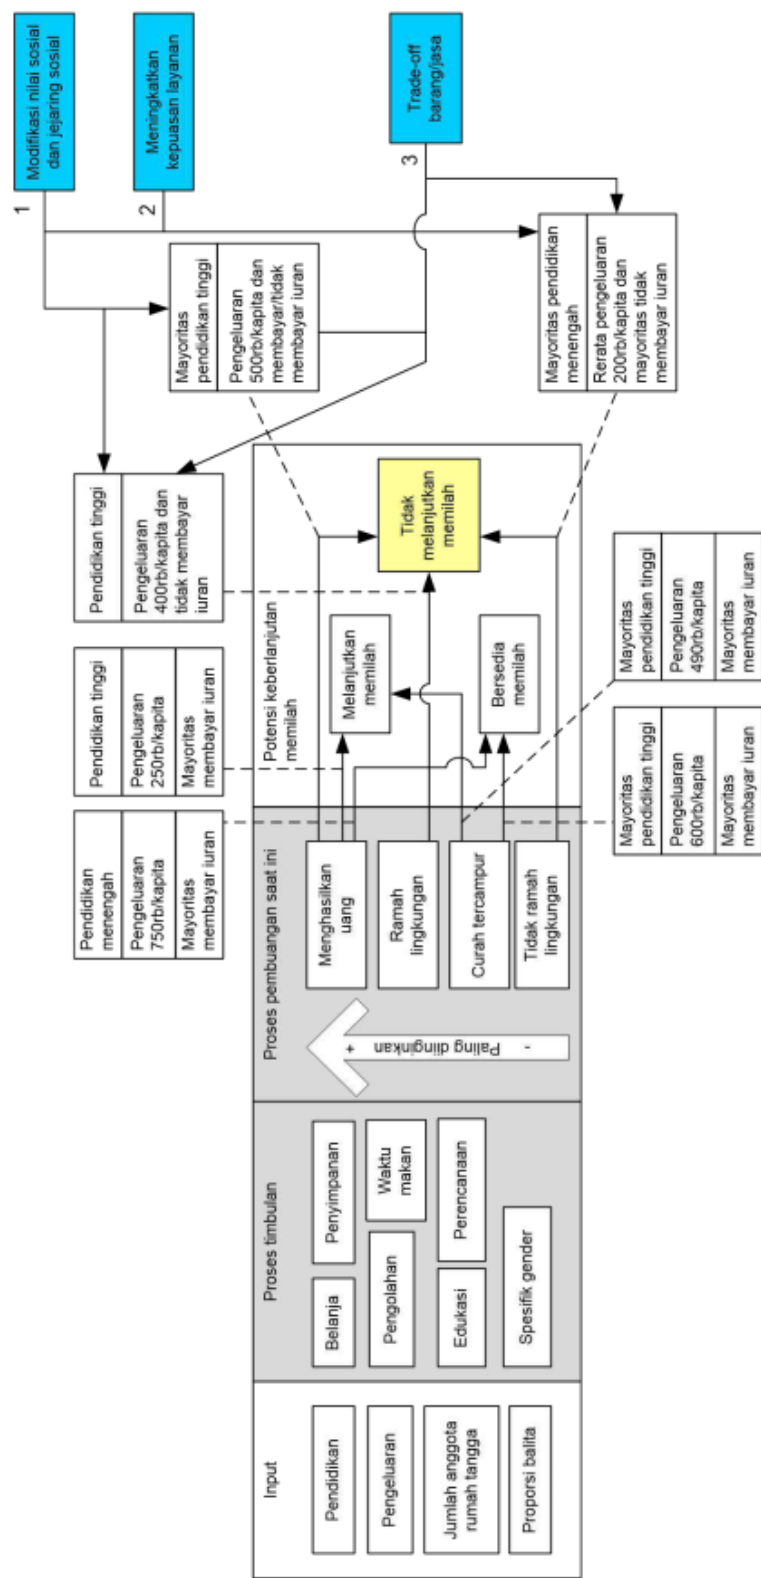 Input
Pendidikan
Pengeluaran
Jumlah anggota
rumah tangga
Proporsi balita
Proses timbulan
Belanja
Penyimpanan
Pengolahan
Waktu
makan
Edukasi
Perencanaan
Spesifik gender
Proses pembuangan saat ini
+
Paling diinginkan
-
Menghasilkan
uang
Ramah
lingkungan
Curah tercampur
Tidak ramah
lingkungan
Potensi keberlanjutan
memilah
Melanjutkan
memilah
Bersedia
memilah
Tidak
melanjutkan
memilah
Pendidikan
menengah
Pengeluaran
750rb/kapita
Mayoritas
membayar iuran
Pendidikan tinggi
Pengeluaran
250rb/kapita
Mayoritas
membayar iuran
Pendidikan tinggi
Pengeluaran
400rb/kapita dan
tidak membayar
iuran
Mayoritas
pendidikan tinggi
Pengeluaran
500rb/kapita dan
membayar/tidak
membayar iuran
Mayoritas
pendidikan tinggi
Pengeluaran
600rb/kapita
Mayoritas
membayar iuran
Mayoritas
pendidikan tinggi
Pengeluaran
490rb/kapita
Mayoritas
membayar iuran
Mayoritas pendidikan
menengah
Rerata pengeluaran
200rb/kapita dan
mayoritas tidak
membayar iuran
1
Modifikasi nilai sosial
dan jejaring sosial
2
Meningkatkan
kepuasan layanan
3
Trade-off
barang/jasa